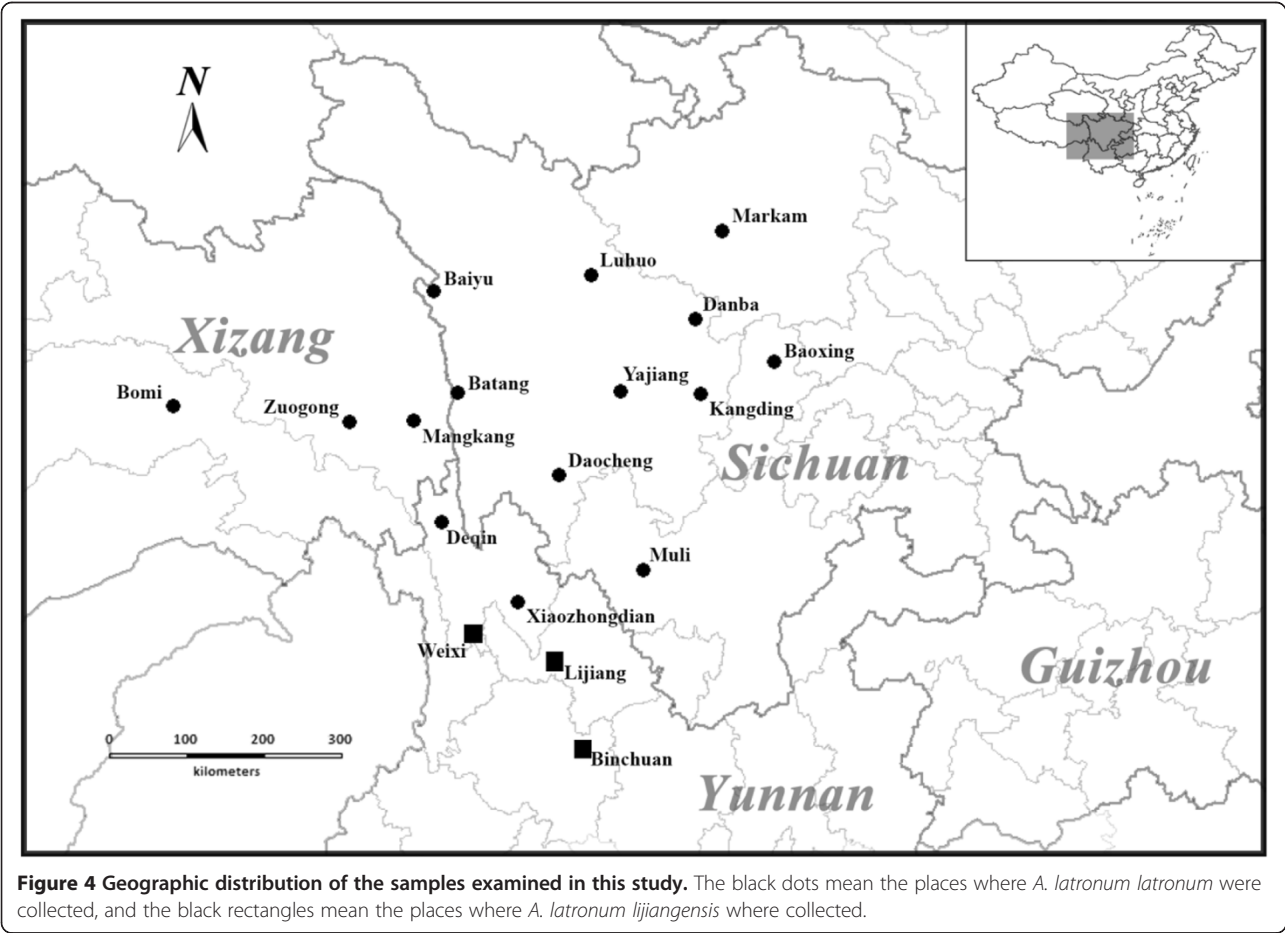 N
Markam
Luhuo
Baiyu
Danba
Xizang
Baoxing
Yajiang
Batang
Bomi
Kangding
Zuogong
Mangkang
Sichuan
Daocheng
Deqin
Muli
Xiaozhongdian
Weixi
Guizhou
Lijiang
0 100 200 300
kilometers
Binchuan
Yunnan
Figure 4 Geographic distribution of the samples examined in this study. The black dots mean the places where A. latronum latronum were
collected, and the black rectangles mean the places where A. latronum lijiangensis where collected.